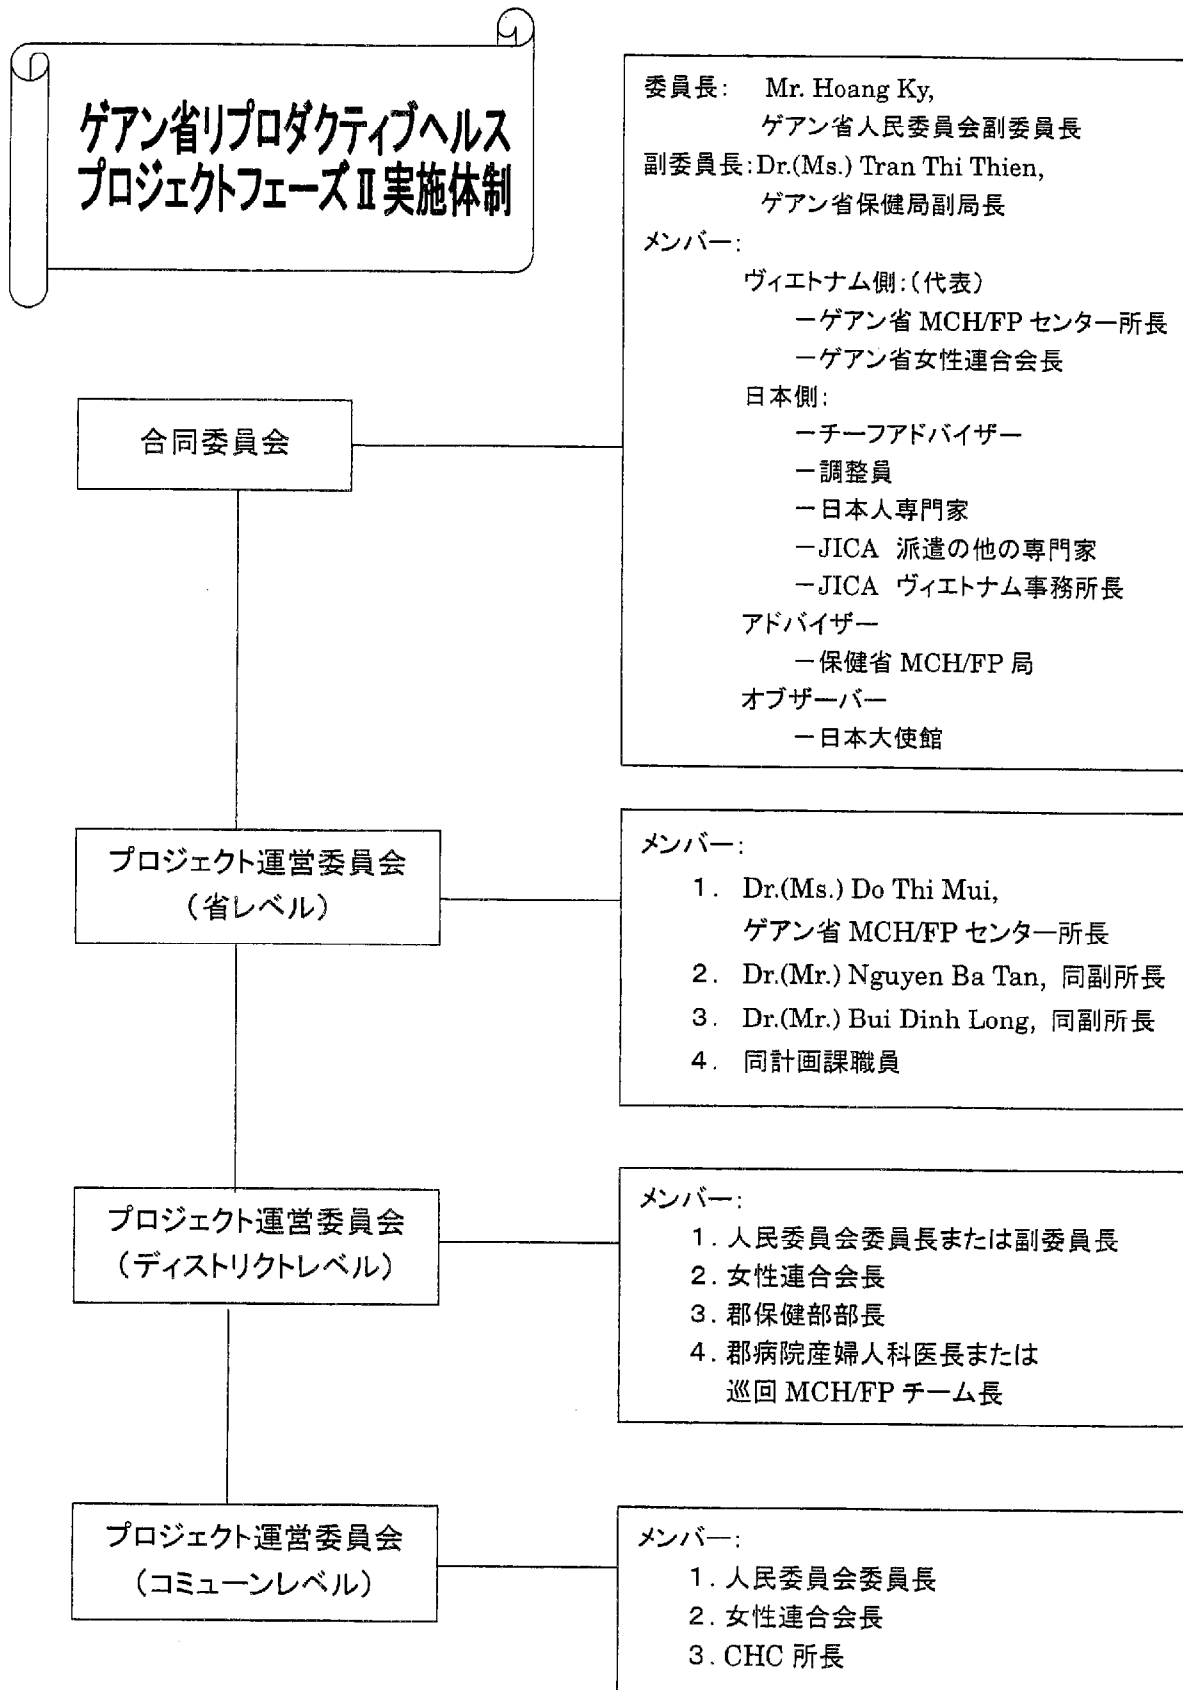 ゲアン省リプロダクティブヘルス
プロジェクトフェーズⅡ実施体制
委員長: Mr. Hoang Ky,
ゲアン省人民委員会副委員長
副委員長:Dr.(Ms.) Tran Thi Thien,
ゲアン省保健局副局長
メンバー:
ヴィエトナム側:(代表)
ーゲアン省 MCH/FP センター所長
ーゲアン省女性連合会長
日本側:
ーチーフアドバイザー
ー調整員
ー日本人専門家
ーJICA 派遣の他の専門家
ーJICA ヴィエトナム事務所長
アドバイザー
ー保健省 MCH/FP 局
オブザーバー
ー日本大使館
合同委員会
プロジェクト運営委員会
(省レベル)
メンバー:
1. Dr.(Ms.) Do Thi Mui,
ゲアン省 MCH/FP センター所長
2. Dr.(Mr.) Nguyen Ba Tan, 同副所長
3. Dr.(Mr.) Bui Dinh Long, 同副所長
4. 同計画課職員
プロジェクト運営委員会
(ディストリクトレベル)
メンバー:
1. 人民委員会委員長または副委員長
2. 女性連合会長
3. 郡保健部部長
4. 郡病院産婦人科医長または
巡回 MCH/FP チーム長
プロジェクト運営委員会
(コミューンレベル)
メンバー:
1. 人民委員会委員長
2. 女性連合会長
3. CHC 所長